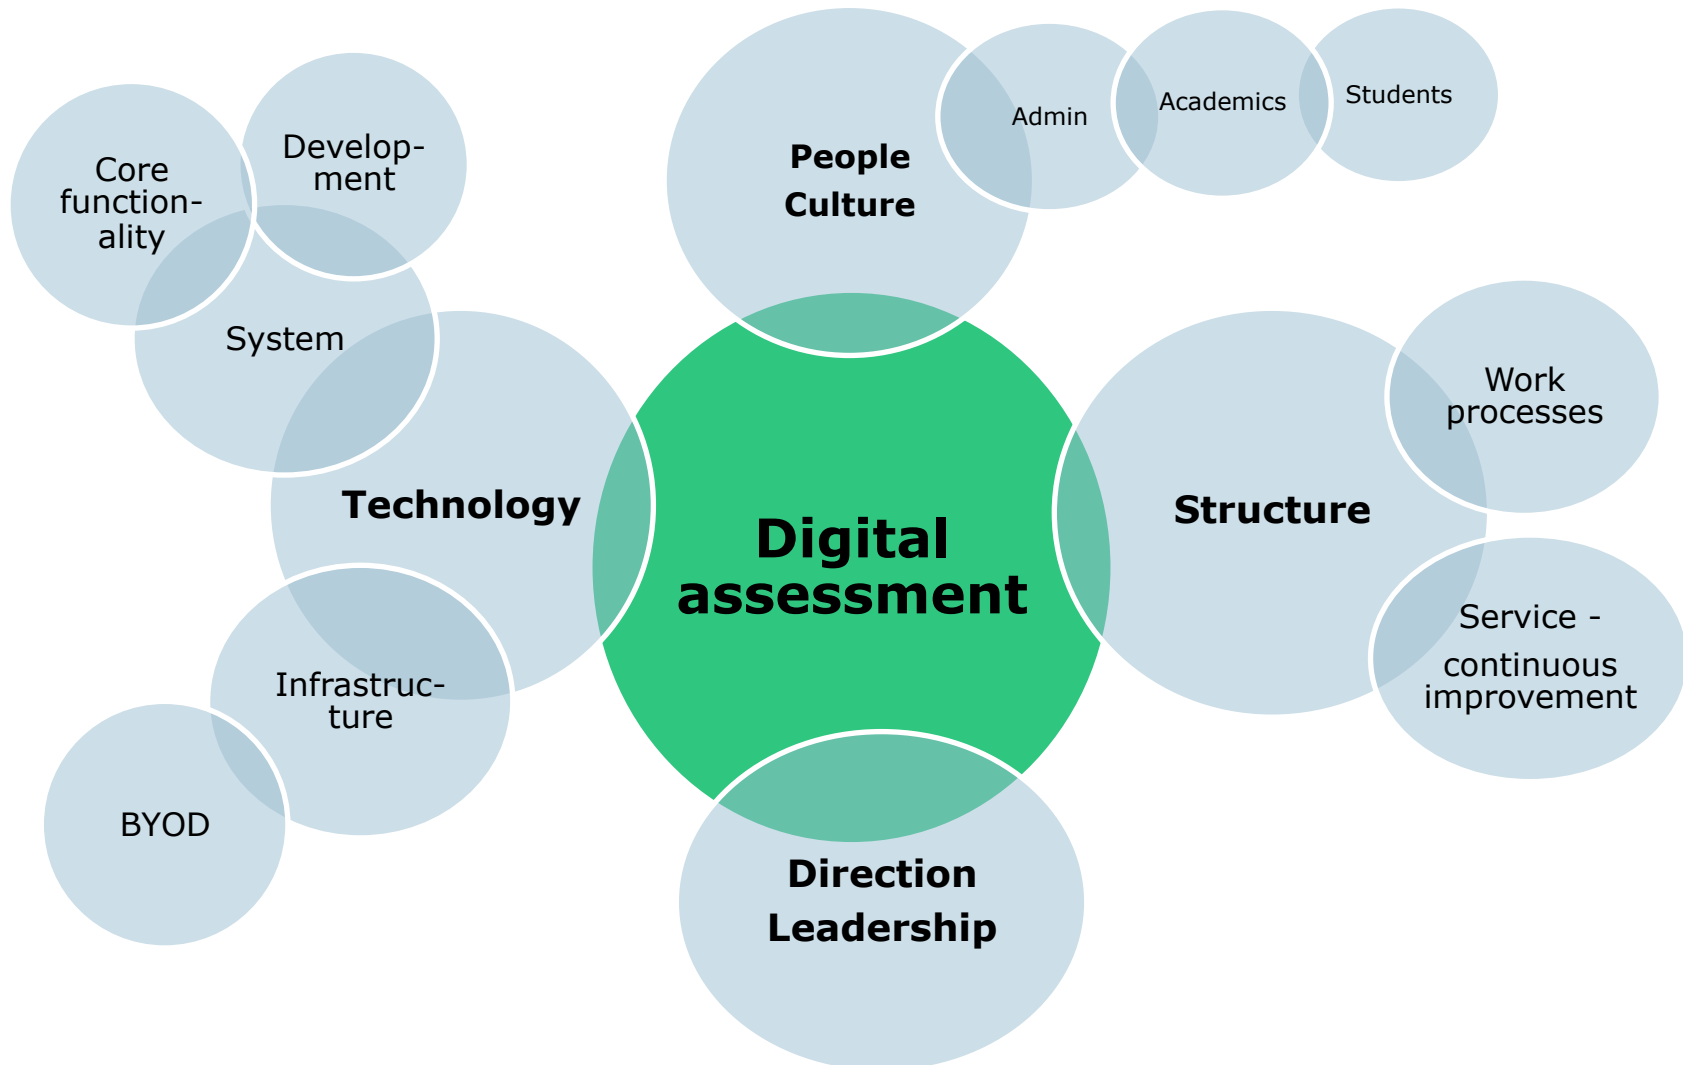 Core
function-
ality
Develop-
ment
System
Technology
Infrastruc-
ture
BYOD
People
Culture
Admin
Academics
Students
Digital
assessment
Structure
Work
processes
Service -
continuous
improvement
Direction
Leadership